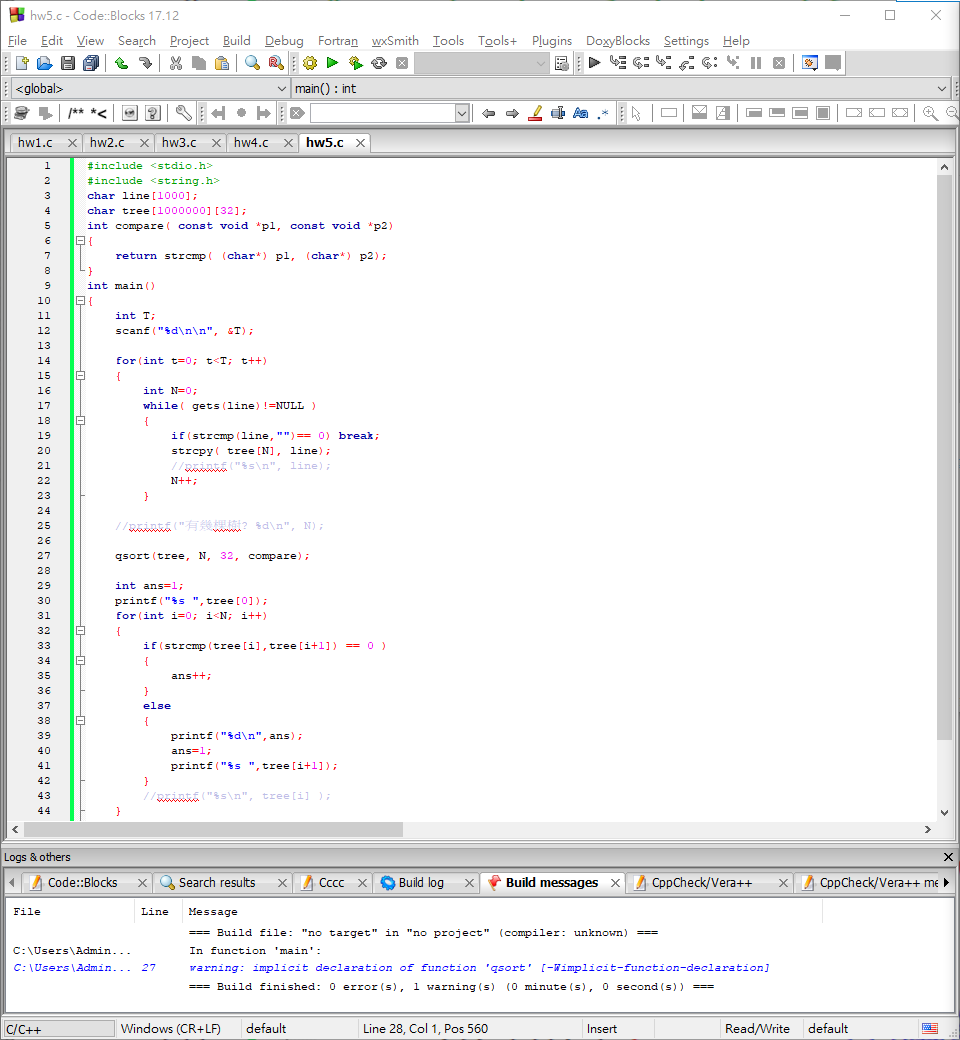 hw5.c - Code::Blocks 17.12
File Edit View Search Project Build Debug Fortran wxSmith Tools Tools+ Plugins DoxyBlocks Settings Help
<global> main() : int
/** *<
hw1.c hw2.c hw3.c hw4.c hw5.c
1 #include <stdio.h>
2 #include <string.h>
3 char line[1000];
4 char tree[1000000][32];
5 int compare( const void *p1, const void *p2)
6 {
7 return strcmp( (char*) p1, (char*) p2);
8 }
9 int main()
10 {
11 int T;
12 scanf("%d\n\n", &T);
13
14 for(int t=0; t<T; t++)
15 {
16 int N=0;
17 while( gets(line)!=NULL )
18 {
19 if(strcmp(line,"")== 0) break;
20 strcpy( tree[N], line);
21 //printf("%s\n", line);
22 N++;
23 }
24
25 //printf("有幾棵樹? %d\n", N);
26
27 qsort(tree, N, 32, compare);
28
29 int ans=1;
30 printf("%s ",tree[0]);
31 for(int i=0; i<N; i++)
32 {
33 if(strcmp(tree[i],tree[i+1]) == 0 )
34 {
35 ans++;
36 }
37 else
38 {
39 printf("%d\n",ans);
40 ans=1;
41 printf("%s ",tree[i+1]);
42 }
43 //printf("%s\n", tree[i] );
44 }
Logs & others
Code::Blocks Search results Cccc Build log Build messages CppCheck/Vera++ CppCheck/Vera++ me
File Line Message
=== Build file: "no target" in "no project" (compiler: unknown) ===
C:\Users\Admin... In function 'main':
C:\Users\Admin... 27 warning: implicit declaration of function 'qsort' [-Wimplicit-function-declaration]
=== Build finished: 0 error(s), 1 warning(s) (0 minute(s), 0 second(s)) ===
C/C++ Windows (CR+LF) default Line 28, Col 1, Pos 560 Insert Read/Write default